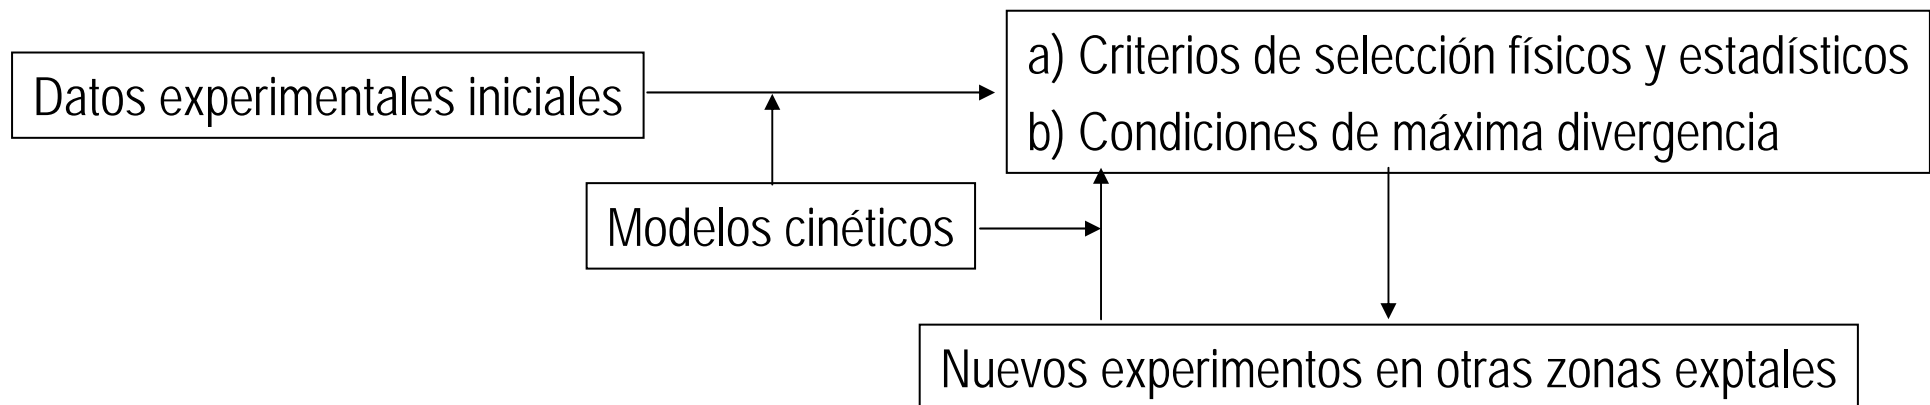 Datos experimentales iniciales
a) Criterios de selección físicos y estadísticos
b) Condiciones de máxima divergencia
Modelos cinéticos
Nuevos experimentos en otras zonas exptales